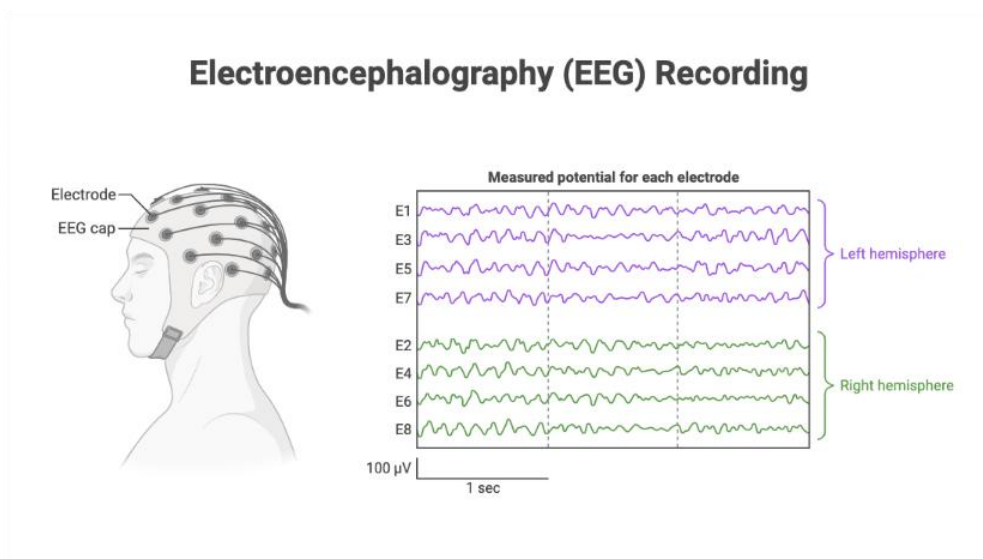 Electroencephalography (EEG) Recording
Electrode
EEG cap
Measured potential for each electrode
E1
E3
E5
E7
Left hemisphere
E2
E4
E6
E8
Right hemisphere
100 μV
1 sec